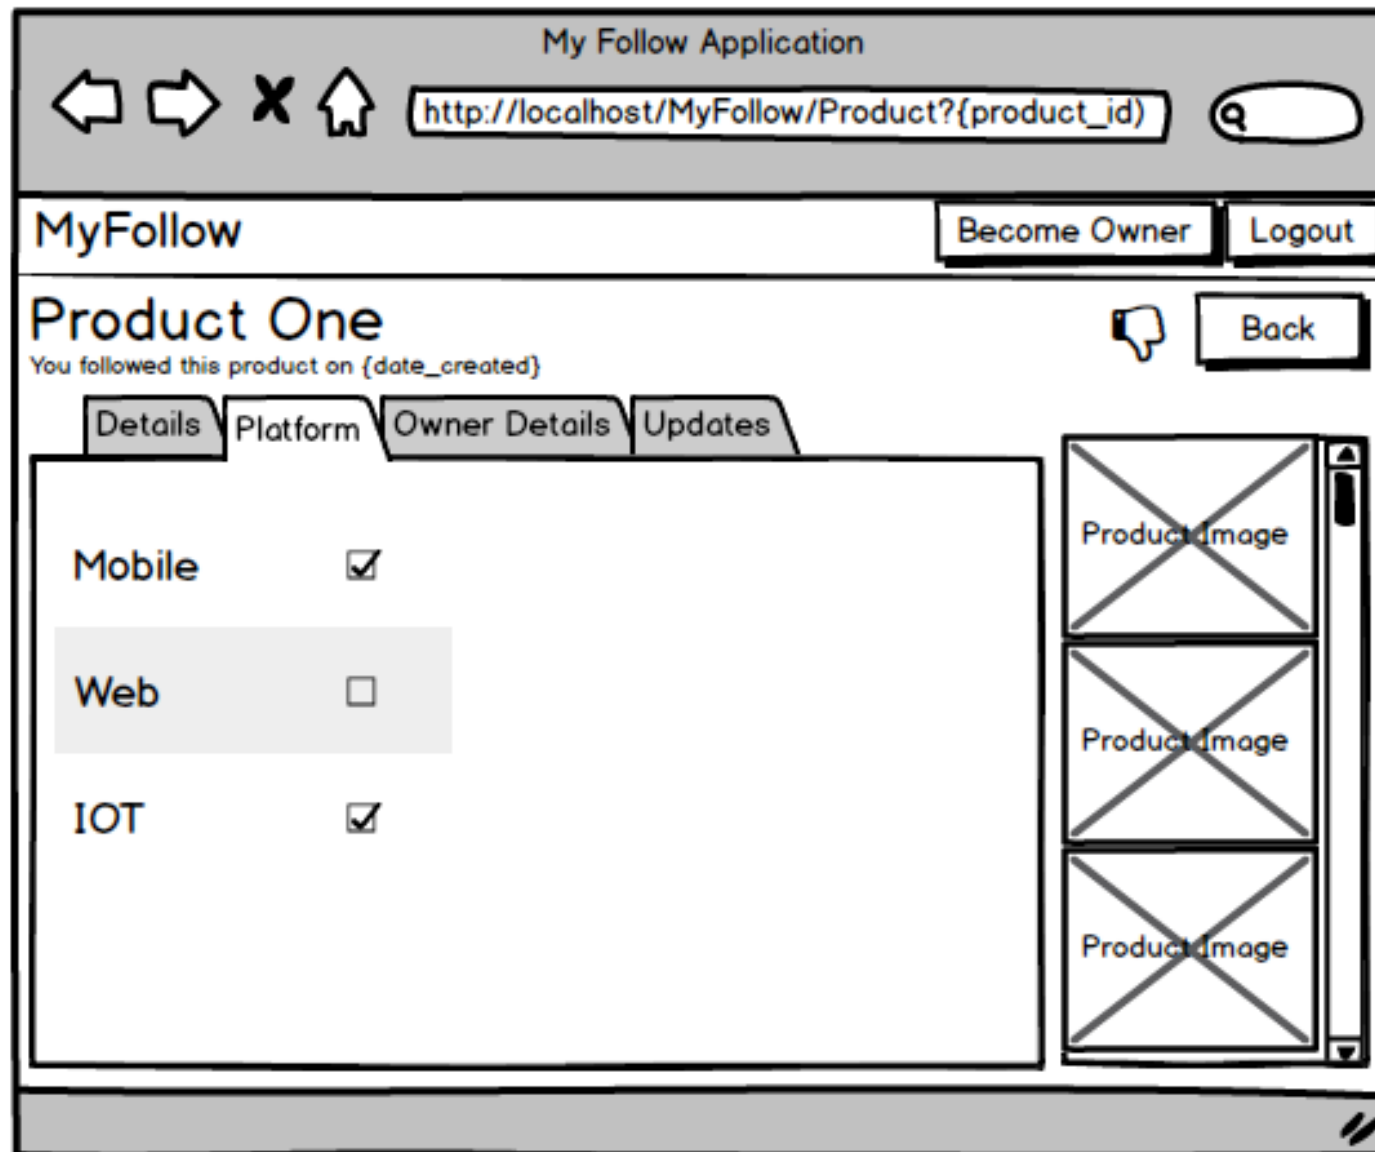 My Follow Application
http://localhost/MyFollow/Product?{product_id)
MyFollow
Become Owner
Logout
Product One
Back
You followed this product on {date_created}
Details
Platform
Owner Details
Updates
Mobile
Web
IOT
Product Image
Product Image
Product Image